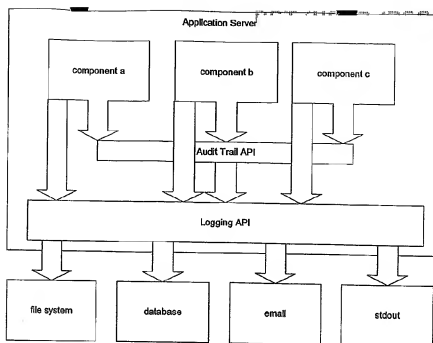 Application Server
component a
component b
component c
Audit Trail API
Logging API
file system
database
email
stdout